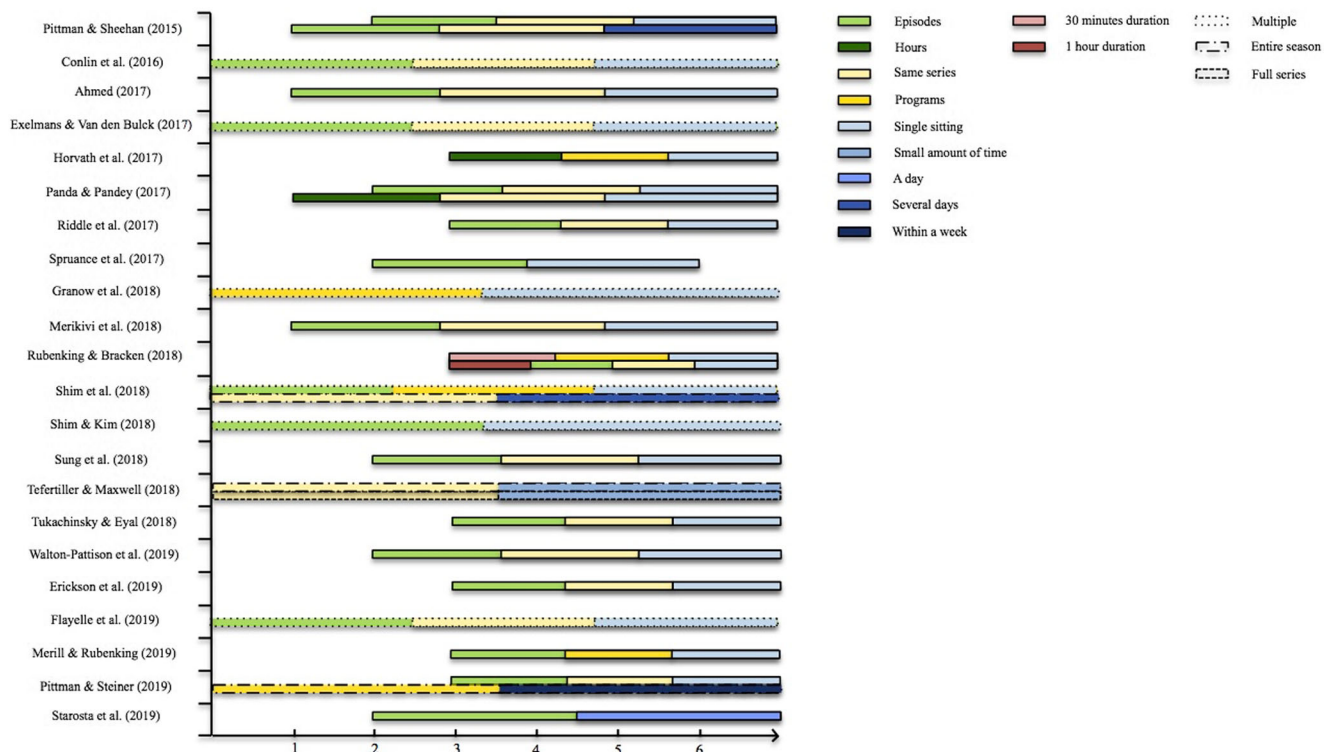 Pittman & Sheehan (2015)
Conlin et al. (2016)
Ahmed (2017)
Exelmans & Van den Bulck (2017)
Horvath et al. (2017)
Panda & Pandey (2017)
Riddle et al. (2017)
Spruance et al. (2017)
Granow et al. (2018)
Merikivi et al. (2018)
Rubenking & Bracken (2018)
Shim et al. (2018)
Shim & Kim (2018)
Sung et al. (2018)
Tefertiller & Maxwell (2018)
Tukachinsky & Eyal (2018)
Walton-Pattison et al. (2019)
Erickson et al. (2019)
Flayelle et al. (2019)
Merill & Rubenking (2019)
Pittman & Steiner (2019)
Starosta et al. (2019)
1 2 3 4 5 6
Episodes
Hours
Same series
Programs
Single sitting
Small amount of time
A day
Several days
Within a week
30 minutes duration
1 hour duration
Multiple
Entire season
Full series